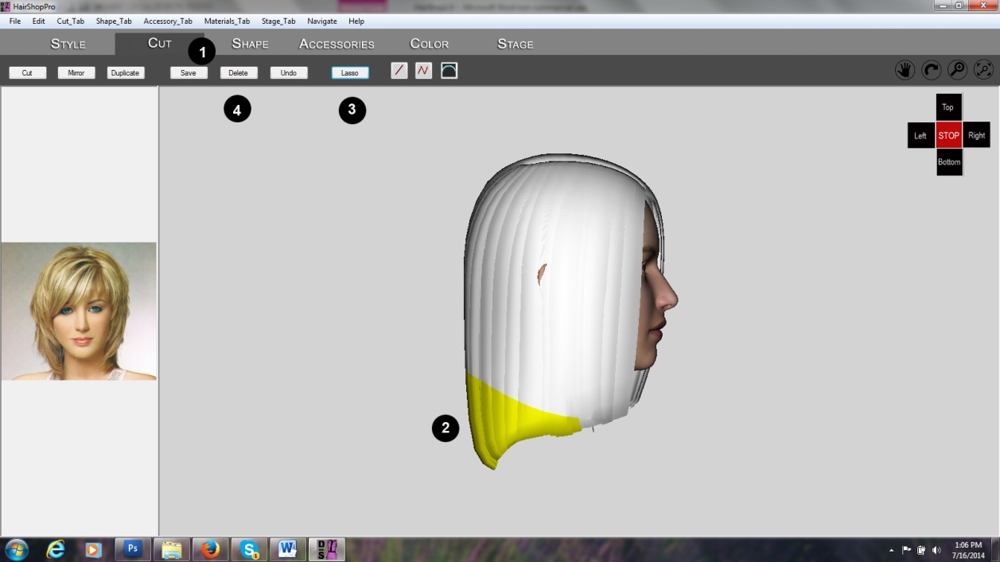 HairShopPro
File Edit Cut_Tab Shape_Tab Accessory_Tab Materials_Tab Stage_Tab Navigate Help
STYLE CUT SHAPE ACCESSORIES COLOR STAGE
1
Cut Mirror Duplicate Save Delete Undo Lasso
4 3
Top
Left STOP Right
Bottom
2
Ps
S
W
DS
1:06 PM
7/16/2014